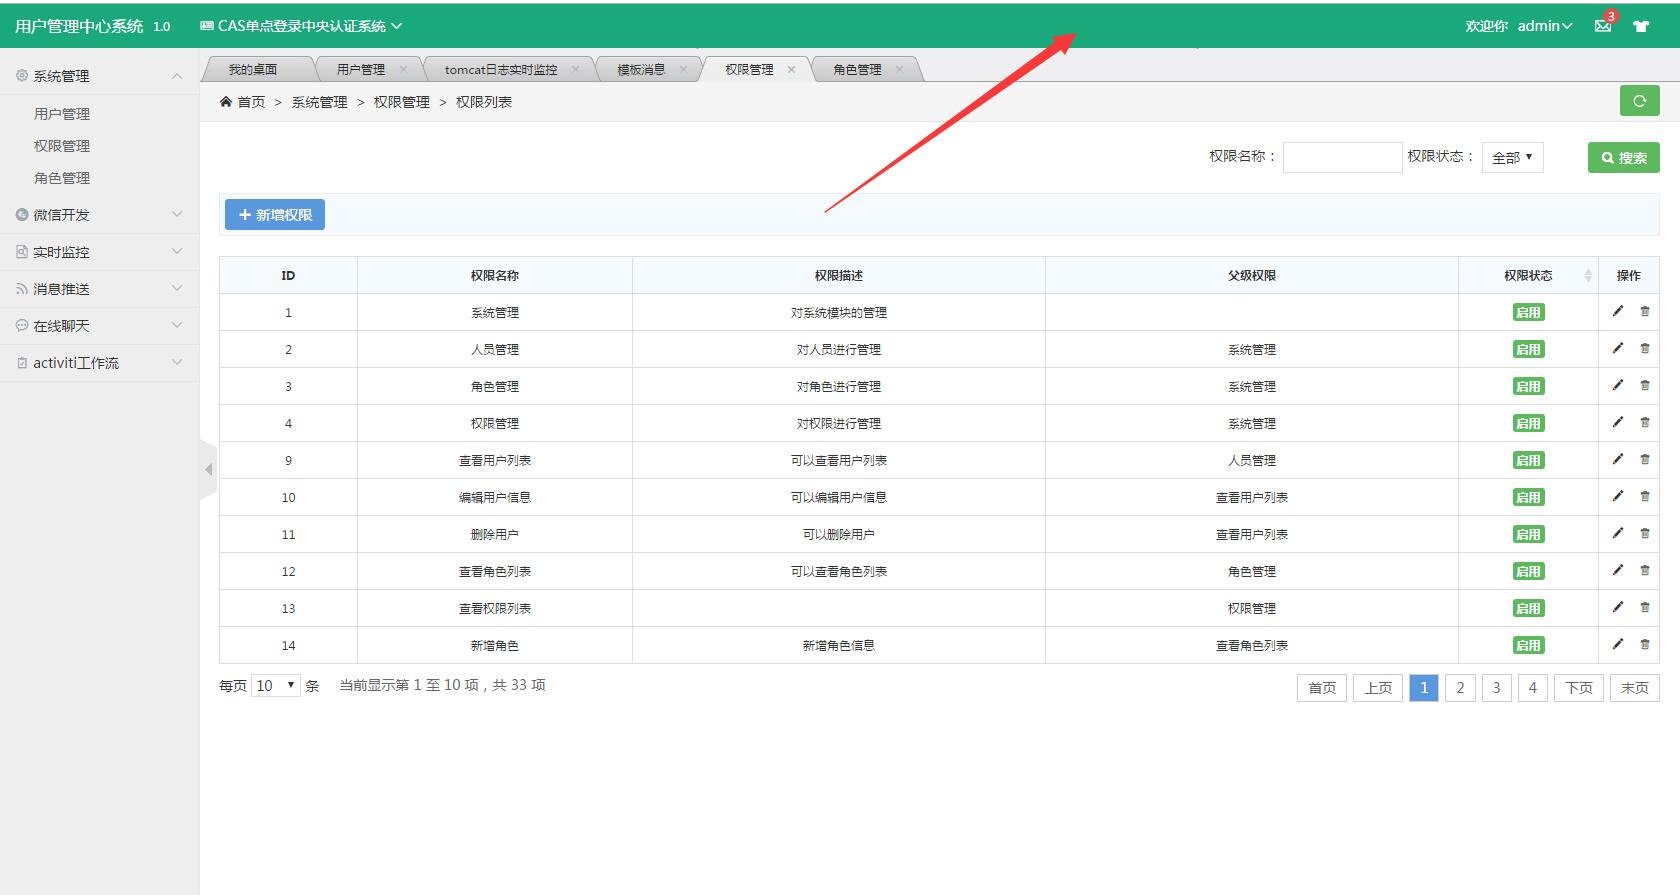 用户管理中心系统 1.0 CAS单点登录中央认证系统 欢迎你 admin 3
系统管理
用户管理
权限管理
角色管理
微信开发
实时监控
消息推送
在线聊天
activiti工作流
我的桌面 用户管理 tomcat日志实时监控 模板消息 权限管理 角色管理
首页 > 系统管理 > 权限管理 > 权限列表
权限名称： 权限状态： 全部 搜索
新增权限
ID 权限名称 权限描述 父级权限 权限状态 操作
1 系统管理 对系统模块的管理 启用
2 人员管理 对人员进行管理 系统管理 启用
3 角色管理 对角色进行管理 系统管理 启用
4 权限管理 对权限进行管理 系统管理 启用
9 查看用户列表 可以查看用户列表 人员管理 启用
10 编辑用户信息 可以编辑用户信息 查看用户列表 启用
11 删除用户 可以删除用户 查看用户列表 启用
12 查看角色列表 可以查看角色列表 角色管理 启用
13 查看权限列表 权限管理 启用
14 新增角色 新增角色信息 查看角色列表 启用
每页 10 条 当前显示第 1 至 10 项，共 33 项 首页 上页 1 2 3 4 下页 末页